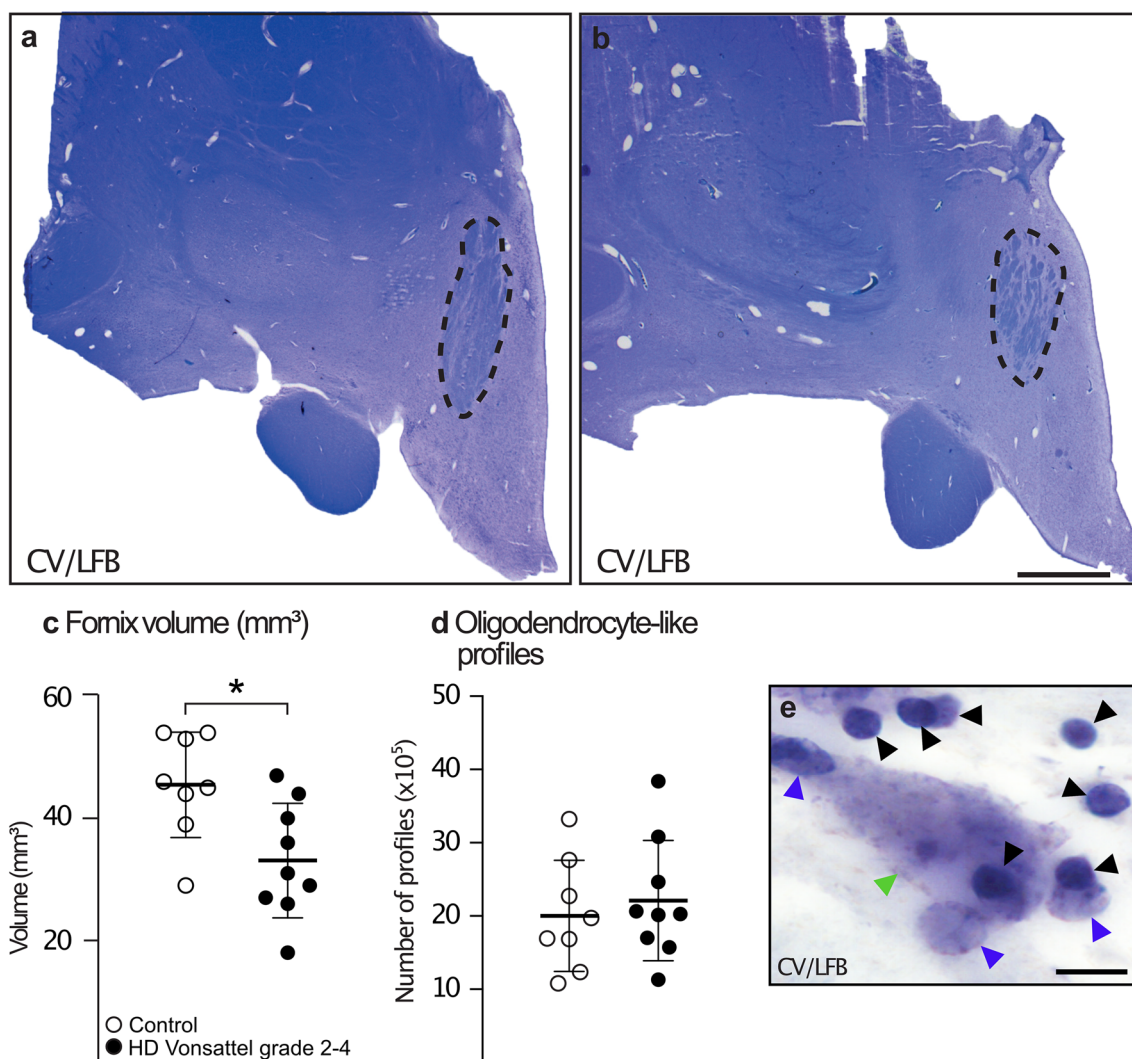 a
b
CV/LFB
CV/LFB
c Fornix volume (mm³)
d Oligodendrocyte-like
profiles
Volume (mm³)
60
40
20
*
○ Control
● HD Vonsattel grade 2-4
Number of profiles (x10⁵)
50
40
30
20
10
e
CV/LFB